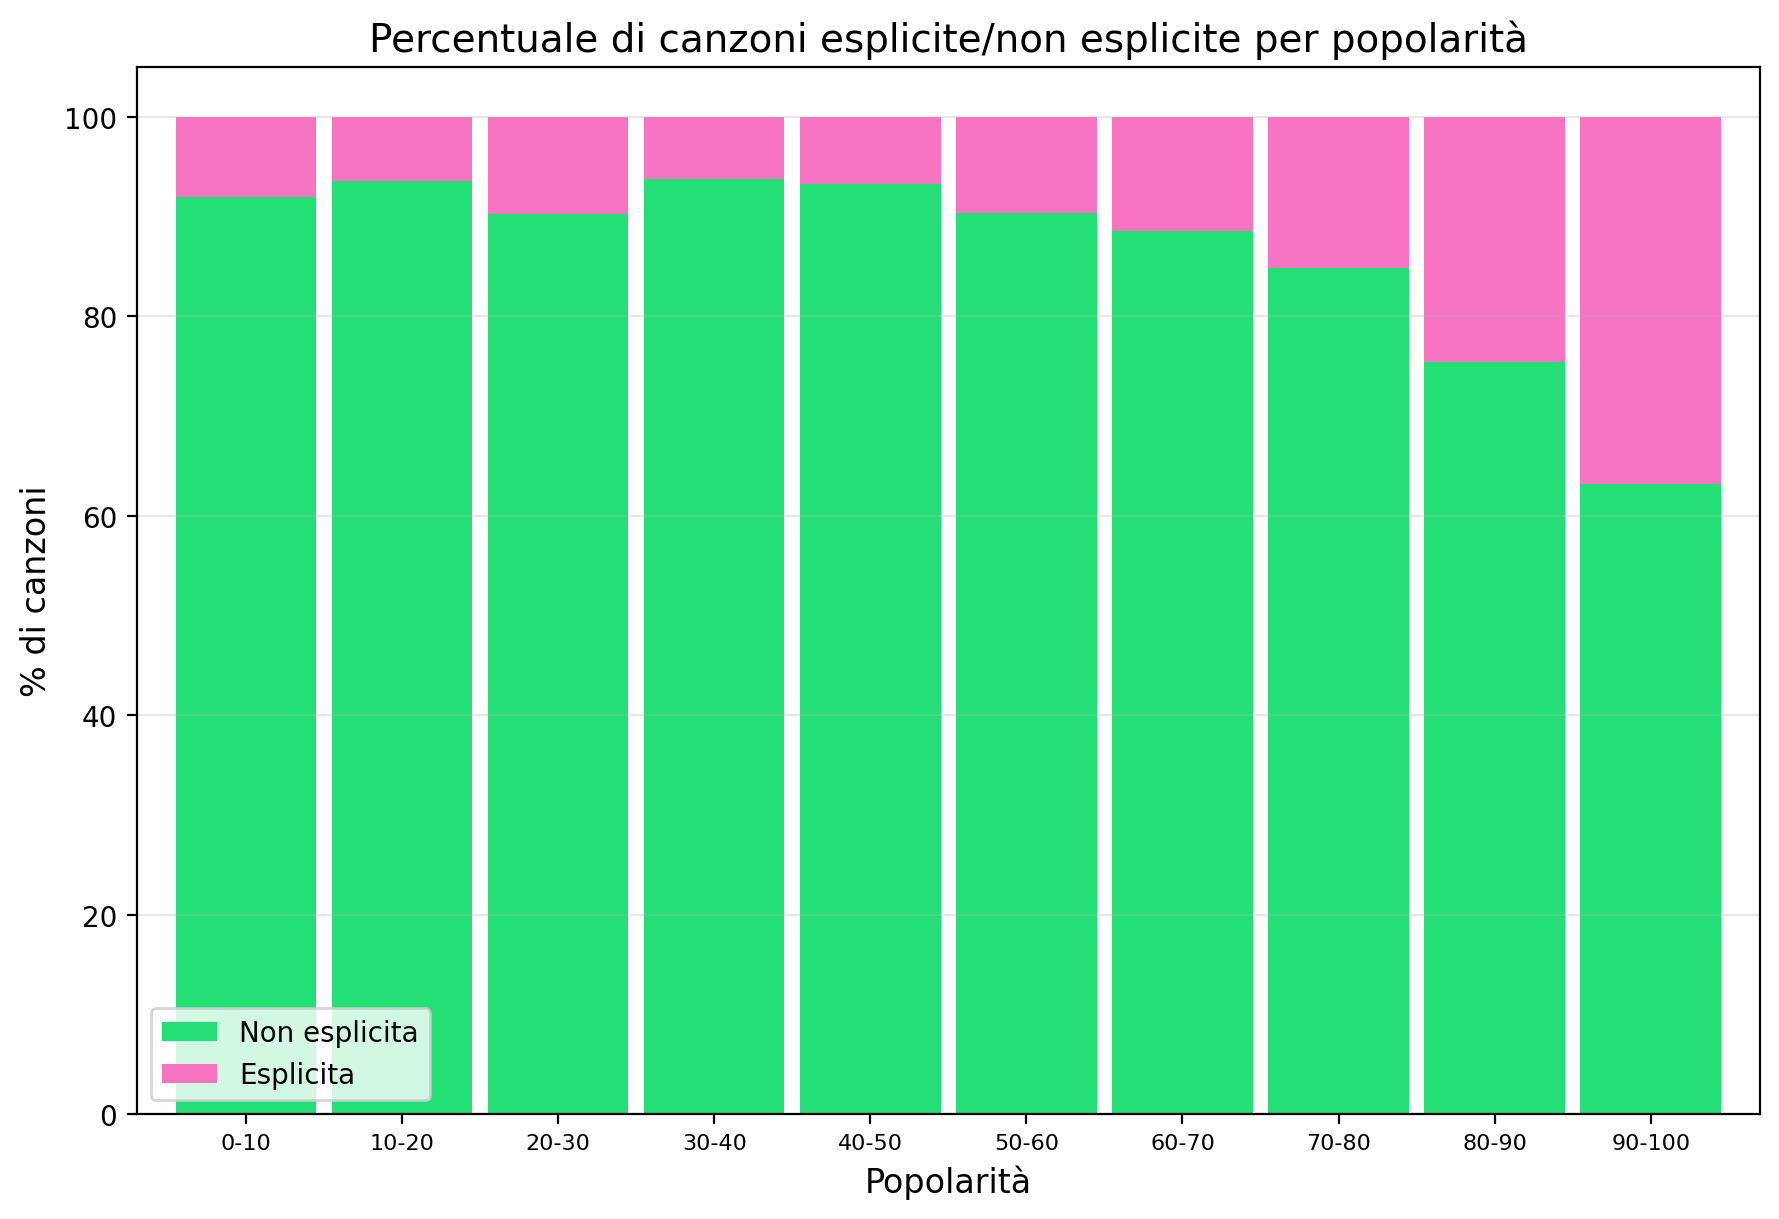 Percentuale di canzoni esplicite/non esplicite per popolarità
% di canzoni
100
80
60
40
20
0
Non esplicita
Esplicita
0-10 10-20 20-30 30-40 40-50 50-60 60-70 70-80 80-90 90-100
Popolarità